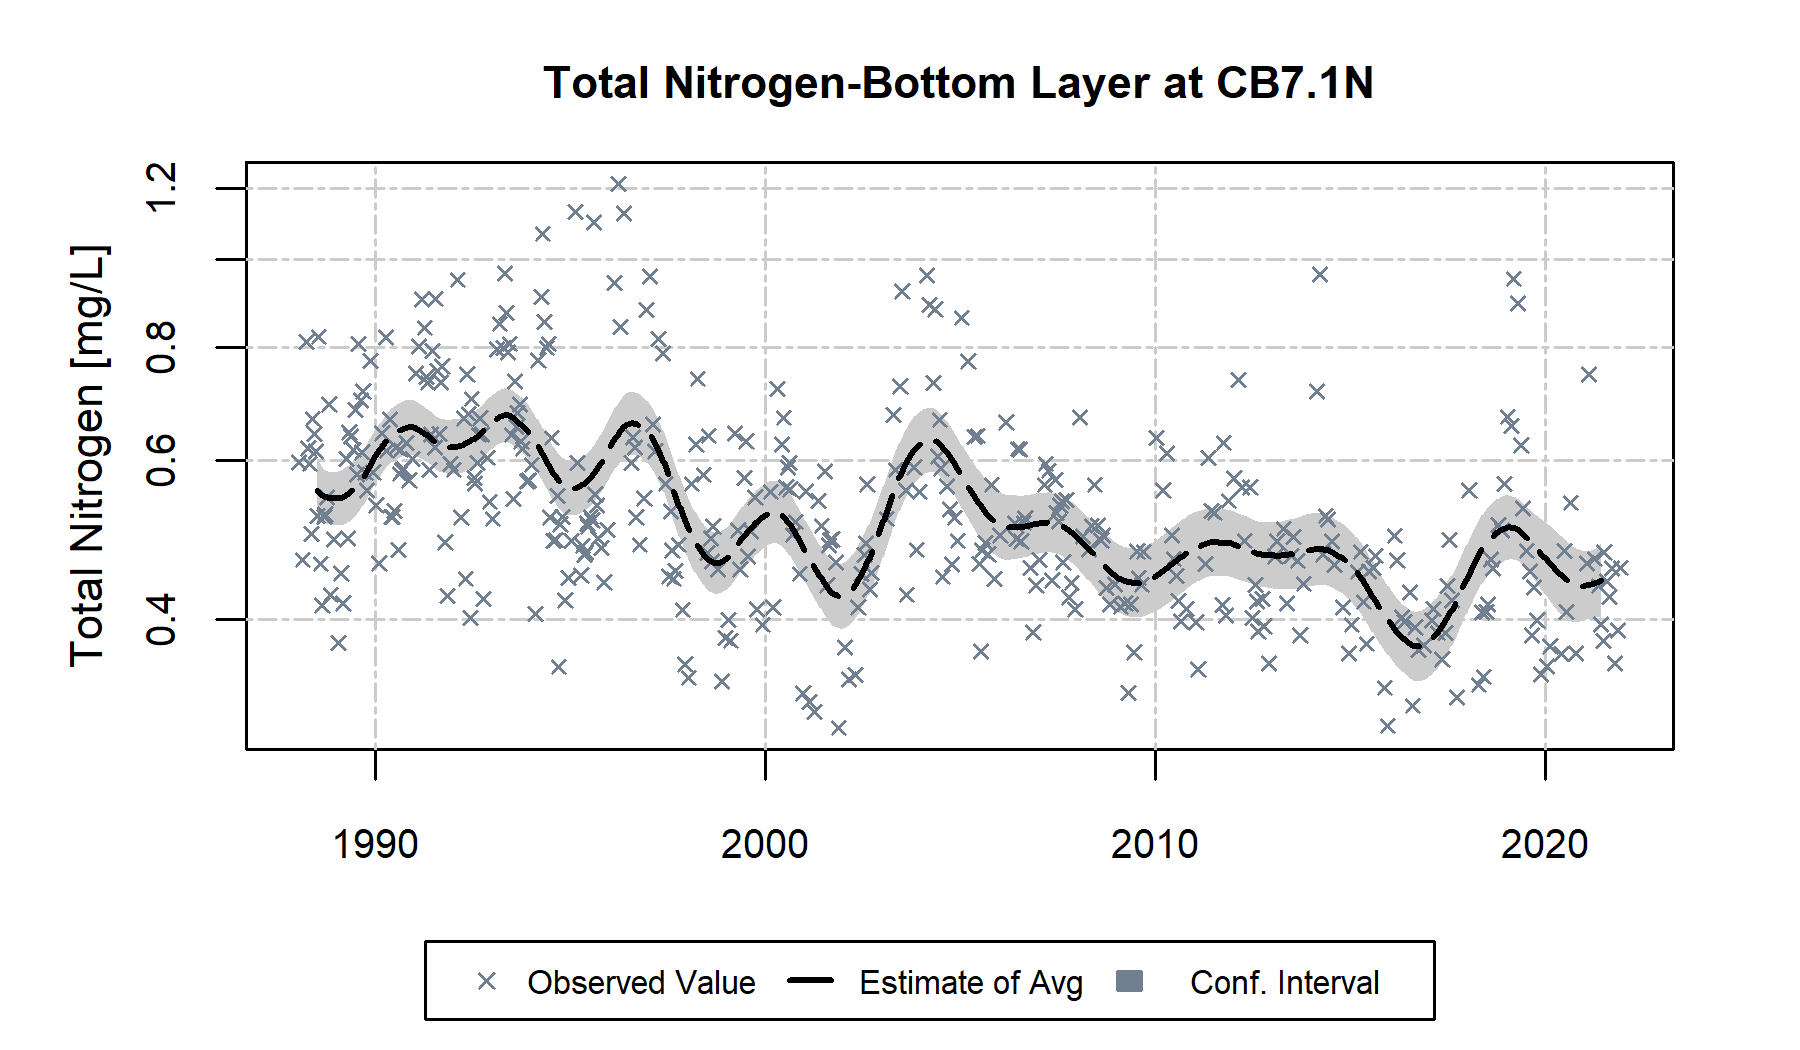 Total Nitrogen-Bottom Layer at CB7.1N
Total Nitrogen [mg/L]
1.2
0.8
0.6
0.4
1990 2000 2010 2020
Observed Value Estimate of Avg Conf. Interval